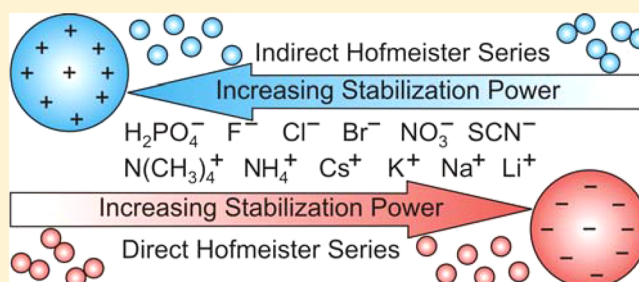 Indirect Hofmeister Series
Increasing Stabilization Power
H₂PO₄⁻ F⁻ Cl⁻ Br⁻ NO₃⁻ SCN⁻
N(CH₃)₄⁺ NH₄⁺ Cs⁺ K⁺ Na⁺ Li⁺
Increasing Stabilization Power
Direct Hofmeister Series